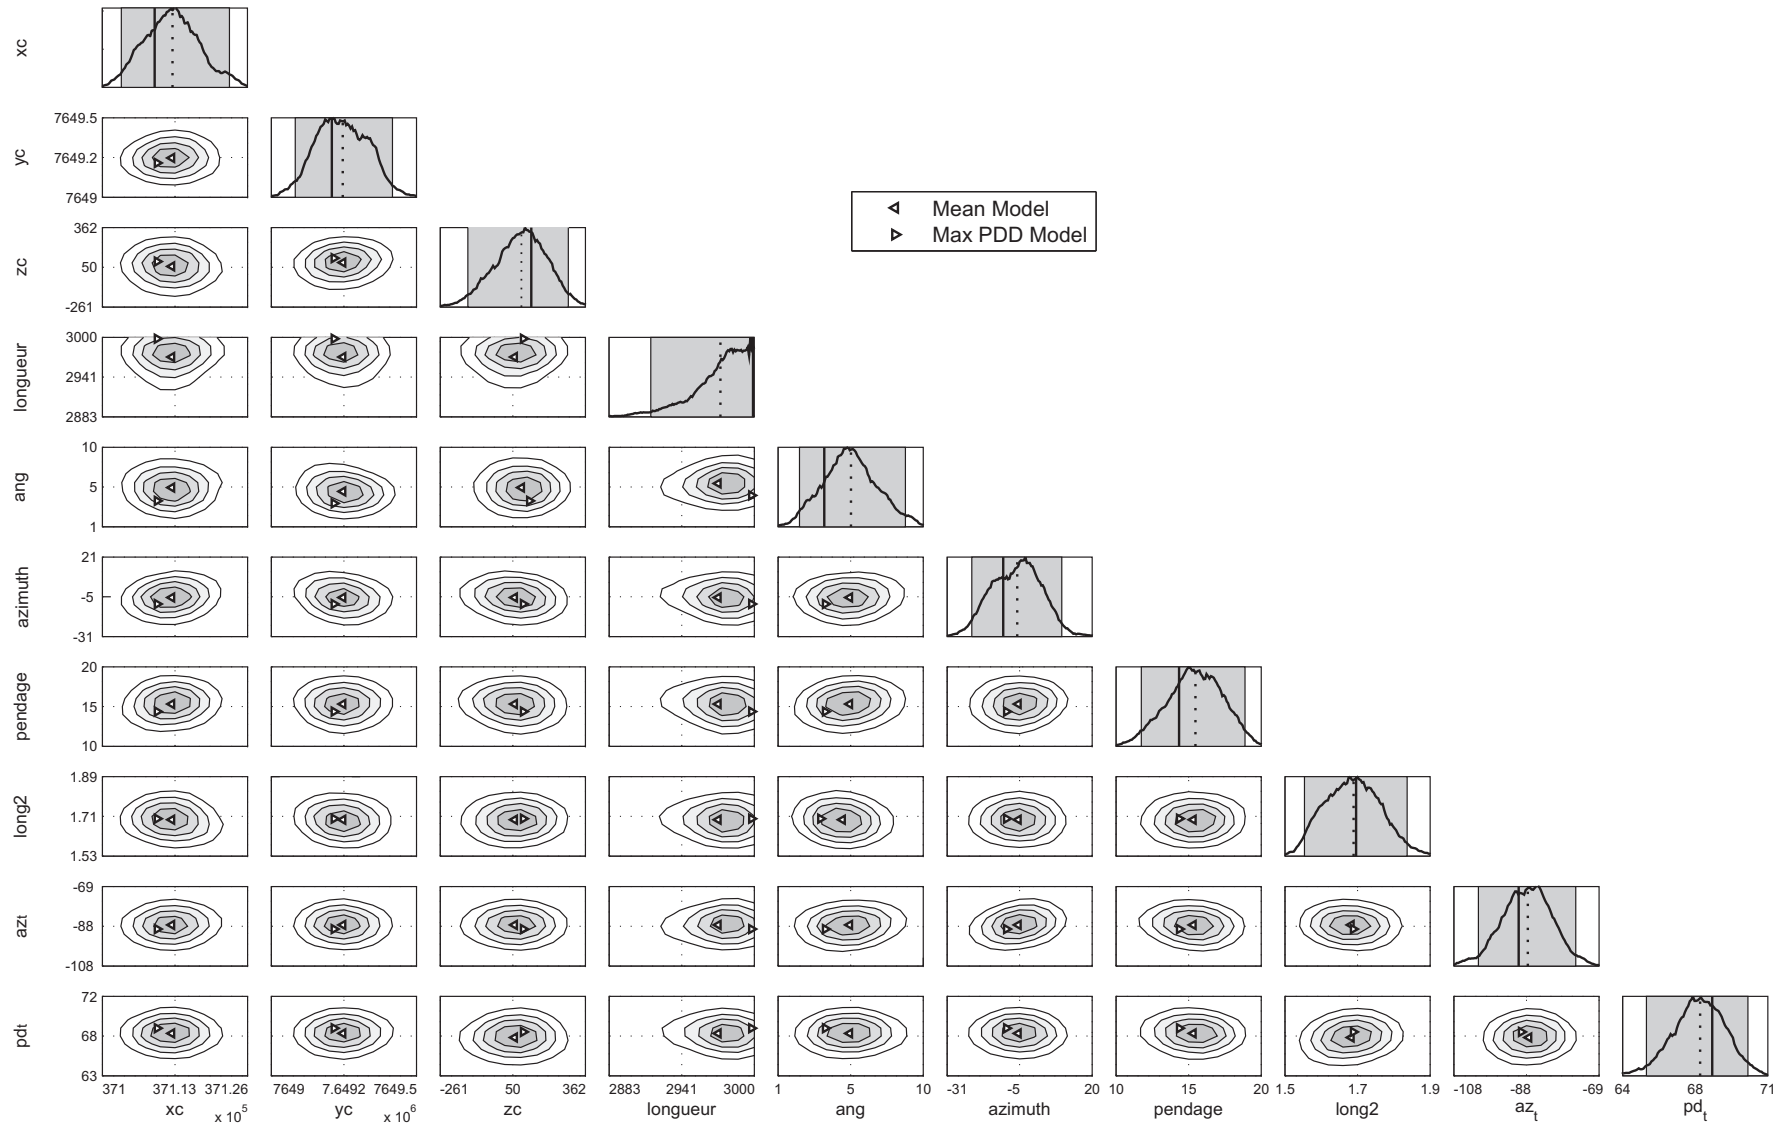 xc
7649.5
yc
7649.2
7649
Mean Model
Max PDD Model
362
zc
50
-261
3000
longueur
2941
2883
10
ang
5
1
21
azimuth
-5
-31
20
pendage
15
10
1.89
long2
1.71
1.53
-69
azt
-88
-108
72
pdt
68
63
371 371.13 371.26 7649 7.6492 7649.5 -261 50 362 2883 2941 3000 1 5 10 -31 -5 20 10 15 20 1.5 1.7 1.9 -108 -88 -69 64 68 71
xc x 10^5 yc x 10^6 zc longueur ang azimuth pendage long2 az_t pd_t